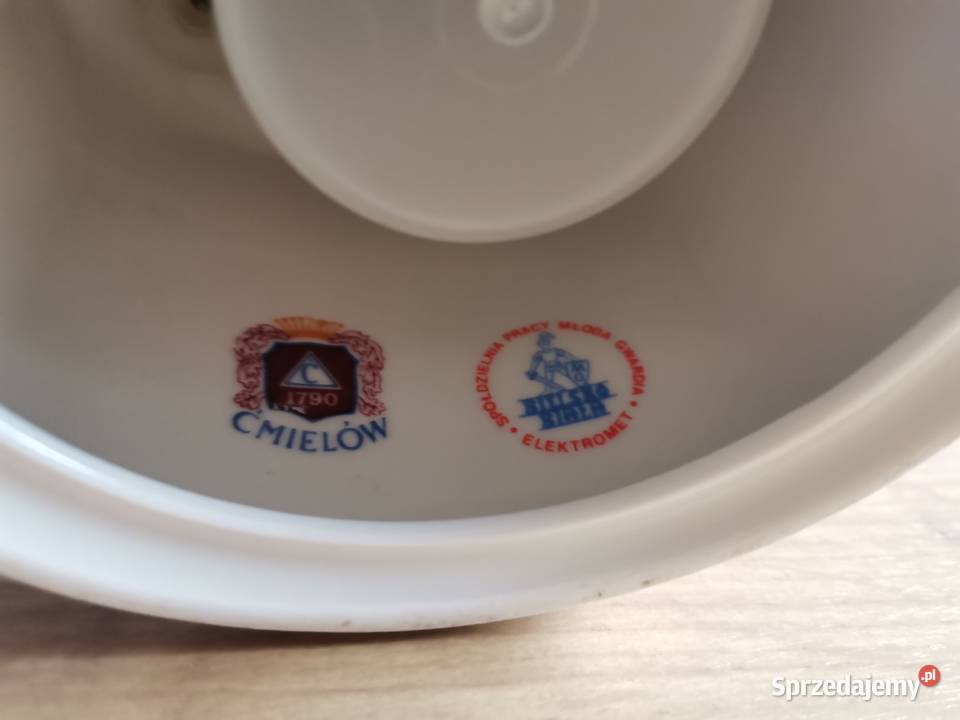 C
1790
ĆMIELÓW
SPÓŁDZIELNIA PRACY MŁODA GWARDIA
• ELEKTROMET •
Sprzedajemy.pl